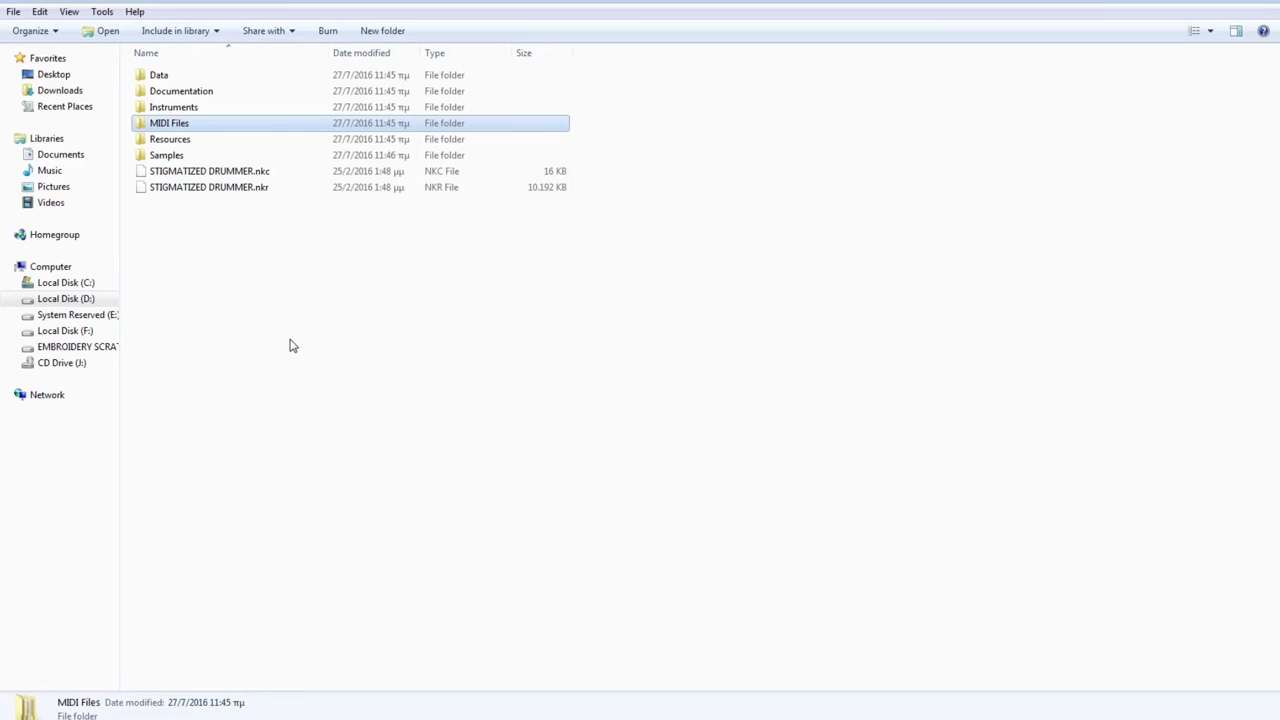 File Edit View Tools Help
Organize Open Include in library Share with Burn New folder
Name Date modified Type Size
Favorites
Desktop
Downloads
Recent Places
Libraries
Documents
Music
Pictures
Videos
Homegroup
Computer
Local Disk (C:)
Local Disk (D:)
System Reserved (E:)
Local Disk (F:)
EMBROIDERY SCRAT
CD Drive (J:)
Network
Data 27/7/2016 11:45 πμ File folder
Documentation 27/7/2016 11:45 πμ File folder
Instruments 27/7/2016 11:45 πμ File folder
MIDI Files 27/7/2016 11:45 πμ File folder
Resources 27/7/2016 11:45 πμ File folder
Samples 27/7/2016 11:46 πμ File folder
STIGMATIZED DRUMMER.nkc 25/2/2016 1:48 μμ NKC File 16 KB
STIGMATIZED DRUMMER.nkr 25/2/2016 1:48 μμ NKR File 10.192 KB
MIDI Files Date modified: 27/7/2016 11:45 πμ
File folder